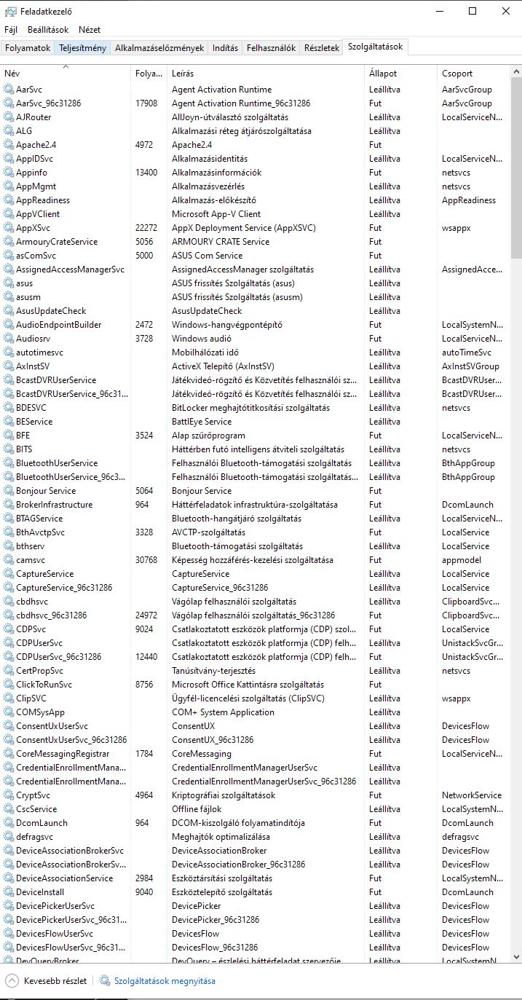 Feladatkezelő
Fájl Beállítások Nézet
Folyamatok Teljesítmény Alkalmazáselőzmények Indítás Felhasználók Részletek Szolgáltatások
Név Folya... Leírás Állapot Csoport
AarSvc Agent Activation Runtime Leállítva AarSvcGroup
AarSvc_96c31286 17908 Agent Activation Runtime_96c31286 Fut AarSvcGroup
AJRouter AllJoyn-útválasztó szolgáltatás Leállítva LocalServiceN...
ALG Alkalmazási réteg átjárószolgáltatása Leállítva
Apache2.4 4972 Apache2.4 Fut
AppIDSvc Alkalmazásidentitás Leállítva LocalServiceN...
Appinfo 13400 Alkalmazásinformációk Fut netsvcs
AppMgmt Alkalmazásvezérlés Leállítva netsvcs
AppReadiness Alkalmazás-előkészítő Leállítva AppReadiness
AppVClient Microsoft App-V Client Leállítva
AppXSvc 22272 AppX Deployment Service (AppXSVC) Fut wsappx
ArmouryCrateService 5056 ARMOURY CRATE Service Fut
asComSvc 5000 ASUS Com Service Fut
AssignedAccessManagerSvc AssignedAccessManager szolgáltatás Leállítva AssignedAcce...
asus ASUS frissítés Szolgáltatás (asus) Leállítva
asusm ASUS frissítés Szolgáltatás (asusm) Leállítva
AsusUpdateCheck AsusUpdateCheck Leállítva
AudioEndpointBuilder 2472 Windows-hangvégpontépítő Fut LocalSystemN...
Audiosrv 3728 Windows audió Fut LocalServiceN...
autotimesvc Mobilhálózati idő Leállítva autoTimeSvc
AxInstSV ActiveX Telepítő (AxInstSV) Leállítva AxInstSVGroup
BcastDVRUserService Játékvideó-rögzítő és Közvetítés felhasználói sz... Leállítva BcastDVRUser...
BcastDVRUserService_96c31... Játékvideó-rögzítő és Közvetítés felhasználói sz... Leállítva BcastDVRUser...
BDESVC BitLocker meghajtótitkosítási szolgáltatás Leállítva netsvcs
BEService BattlEye Service Leállítva
BFE 3524 Alap szűrőprogram Fut LocalServiceN...
BITS Háttérben futó intelligens átviteli szolgáltatás Leállítva netsvcs
BluetoothUserService Felhasználói Bluetooth-támogatási szolgáltatás Leállítva BthAppGroup
BluetoothUserService_96c3... Felhasználói Bluetooth-támogatási szolgáltatás... Leállítva BthAppGroup
Bonjour Service 5064 Bonjour Service Fut
BrokerInfrastructure 964 Háttérfeladatok infrastruktúra-szolgáltatása Fut DcomLaunch
BTAGService Bluetooth-hangátjáró szolgáltatás Leállítva LocalServiceN...
BthAvctpSvc 3328 AVCTP-szolgáltatás Fut LocalService
bthserv Bluetooth-támogatási szolgáltatás Leállítva LocalService
camsvc 30768 Képesség hozzáférés-kezelési szolgáltatása Fut appmodel
CaptureService CaptureService Leállítva LocalService
CaptureService_96c31286 CaptureService_96c31286 Leállítva LocalService
cbdhsvc Vágólap felhasználói szolgáltatás Leállítva ClipboardSvc...
cbdhsvc_96c31286 24972 Vágólap felhasználói szolgáltatás_96c31286 Fut ClipboardSvc...
CDPSvc 9024 Csatlakoztatott eszközök platformja (CDP) szol... Fut LocalService
CDPUserSvc Csatlakoztatott eszközök platformja (CDP) felh... Leállítva UnistackSvcGr...
CDPUserSvc_96c31286 12440 Csatlakoztatott eszközök platformja (CDP) felh... Fut UnistackSvcGr...
CertPropSvc Tanúsítvány-terjesztés Leállítva netsvcs
ClickToRunSvc 8756 Microsoft Office Kattintásra szolgáltatás Fut
ClipSVC Ügyfél-licencelési szolgáltatás (ClipSVC) Leállítva wsappx
COMSysApp COM+ System Application Leállítva
ConsentUxUserSvc ConsentUX Leállítva DevicesFlow
ConsentUxUserSvc_96c31286 ConsentUX_96c31286 Leállítva DevicesFlow
CoreMessagingRegistrar 1784 CoreMessaging Fut LocalServiceN...
CredentialEnrollmentMana... CredentialEnrollmentManagerUserSvc Leállítva
CredentialEnrollmentMana... CredentialEnrollmentManagerUserSvc_96c31286 Leállítva
CryptSvc 4964 Kriptográfiai szolgáltatások Fut NetworkService
CscService Offline fájlok Leállítva LocalSystemN...
DcomLaunch 964 DCOM-kiszolgáló folyamatindítója Fut DcomLaunch
defragsvc Meghajtók optimalizálása Leállítva defragsvc
DeviceAssociationBrokerSvc DeviceAssociationBroker Leállítva DevicesFlow
DeviceAssociationBrokerSv... DeviceAssociationBroker_96c31286 Leállítva DevicesFlow
DeviceAssociationService 2984 Eszköztársítási szolgáltatás Fut LocalSystemN...
DeviceInstall 9040 Eszköztelepítő szolgáltatás Fut DcomLaunch
DevicePickerUserSvc DevicePicker Leállítva DevicesFlow
DevicePickerUserSvc_96c31... DevicePicker_96c31286 Leállítva DevicesFlow
DevicesFlowUserSvc DevicesFlow Leállítva DevicesFlow
DevicesFlowUserSvc_96c31... DevicesFlow_96c31286 Leállítva DevicesFlow
DevQueryBroker DevQuery – észlelési háttérfeladat szervezője Leállítva LocalSystemN...
Kevesebb részlet Szolgáltatások megnyitása